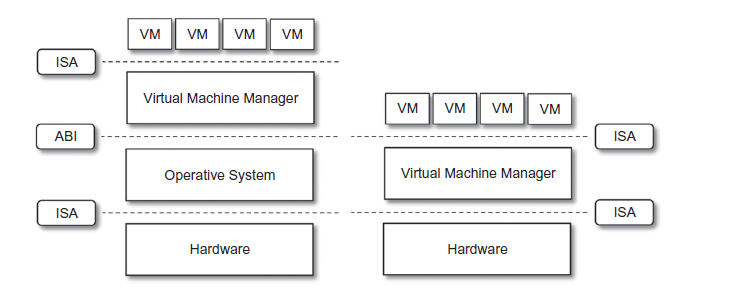 VM VM VM VM
ISA
Virtual Machine Manager
VM VM VM VM
ABI
ISA
Operative System
Virtual Machine Manager
ISA
ISA
Hardware
Hardware